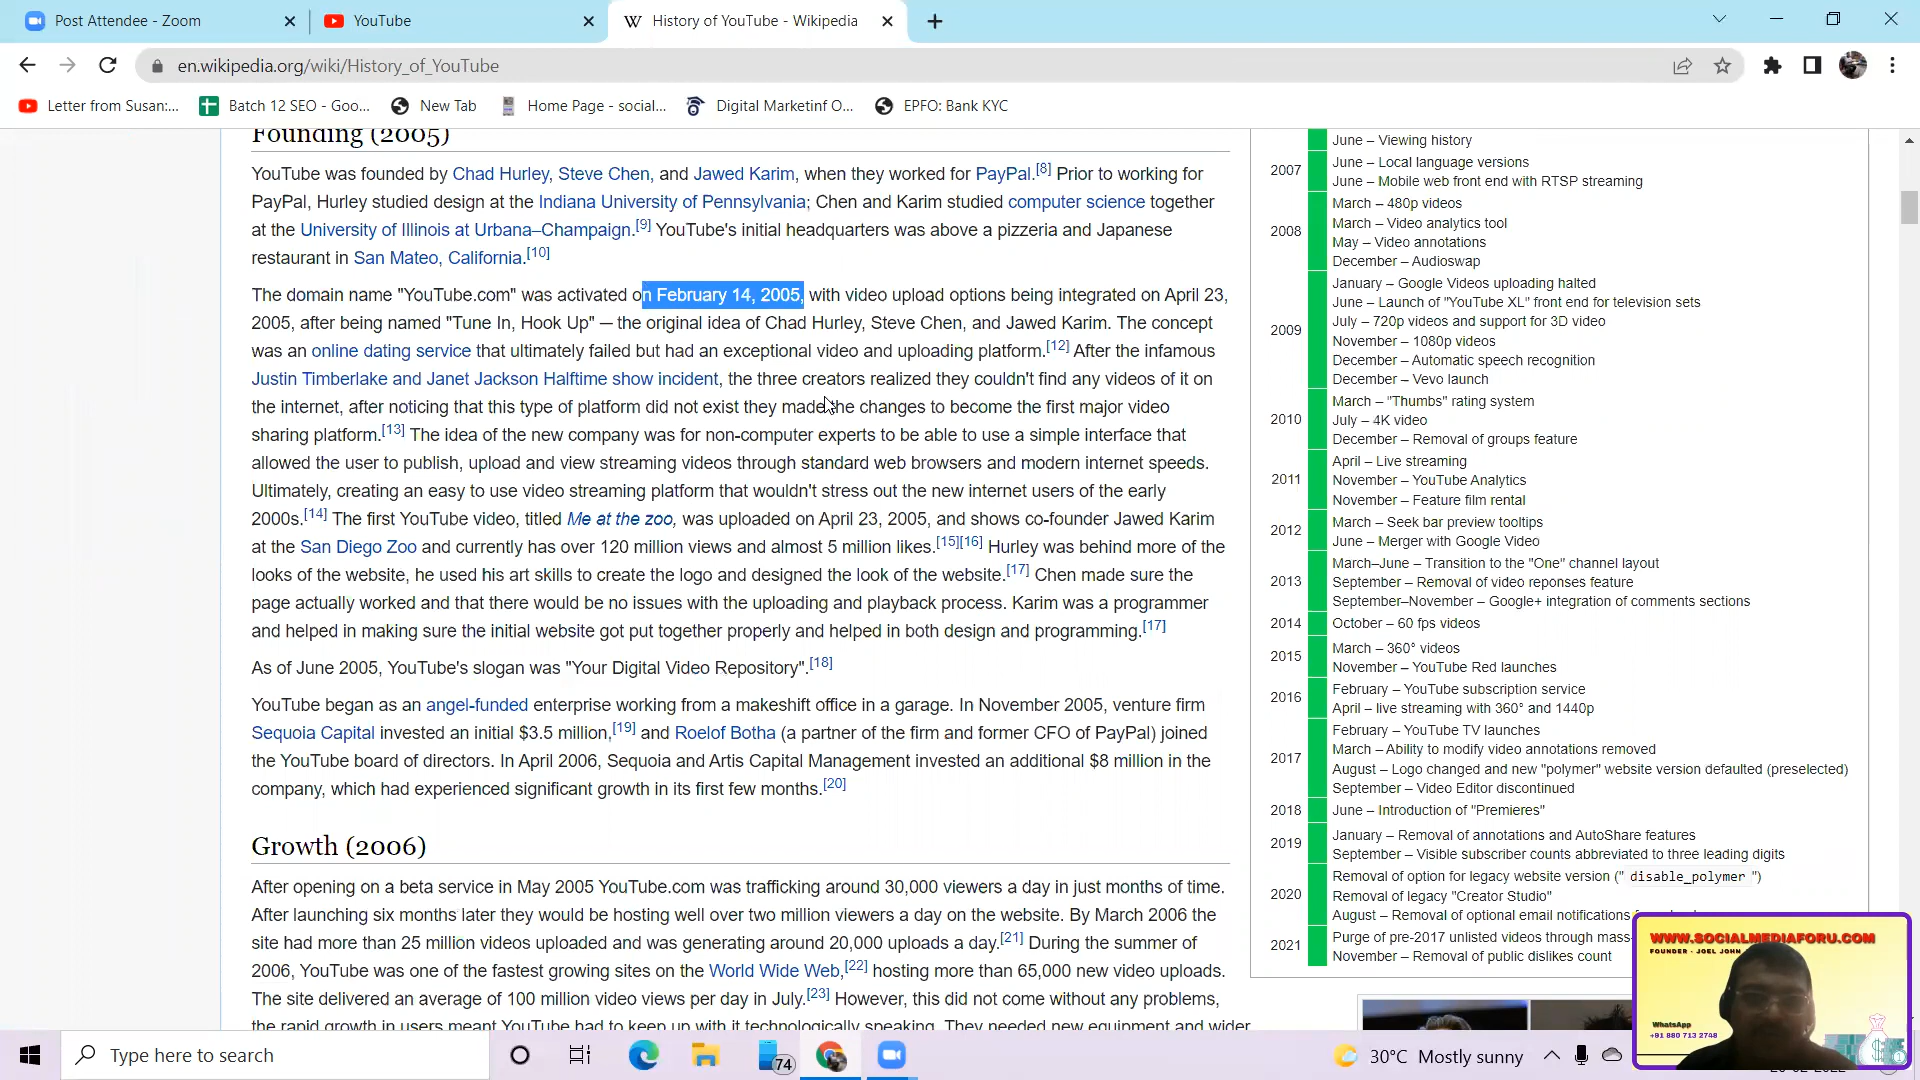 Post Attendee - Zoom
YouTube
History of YouTube - Wikipedia
en.wikipedia.org/wiki/History_of_YouTube
Letter from Susan:...
Batch 12 SEO - Goo...
New Tab
Home Page - social...
Digital Marketinf O...
EPFO: Bank KYC
Founding (2005)
YouTube was founded by Chad Hurley, Steve Chen, and Jawed Karim, when they worked for PayPal.[8] Prior to working for
PayPal, Hurley studied design at the Indiana University of Pennsylvania; Chen and Karim studied computer science together
at the University of Illinois at Urbana–Champaign.[9] YouTube's initial headquarters was above a pizzeria and Japanese
restaurant in San Mateo, California.[10]
The domain name "YouTube.com" was activated on February 14, 2005, with video upload options being integrated on April 23,
2005, after being named "Tune In, Hook Up" ─ the original idea of Chad Hurley, Steve Chen, and Jawed Karim. The concept
was an online dating service that ultimately failed but had an exceptional video and uploading platform.[12] After the infamous
Justin Timberlake and Janet Jackson Halftime show incident, the three creators realized they couldn't find any videos of it on
the internet, after noticing that this type of platform did not exist they made the changes to become the first major video
sharing platform.[13] The idea of the new company was for non-computer experts to be able to use a simple interface that
allowed the user to publish, upload and view streaming videos through standard web browsers and modern internet speeds.
Ultimately, creating an easy to use video streaming platform that wouldn't stress out the new internet users of the early
2000s.[14] The first YouTube video, titled Me at the zoo, was uploaded on April 23, 2005, and shows co-founder Jawed Karim
at the San Diego Zoo and currently has over 120 million views and almost 5 million likes.[15][16] Hurley was behind more of the
looks of the website, he used his art skills to create the logo and designed the look of the website.[17] Chen made sure the
page actually worked and that there would be no issues with the uploading and playback process. Karim was a programmer
and helped in making sure the initial website got put together properly and helped in both design and programming.[17]
As of June 2005, YouTube's slogan was "Your Digital Video Repository".[18]
YouTube began as an angel-funded enterprise working from a makeshift office in a garage. In November 2005, venture firm
Sequoia Capital invested an initial $3.5 million,[19] and Roelof Botha (a partner of the firm and former CFO of PayPal) joined
the YouTube board of directors. In April 2006, Sequoia and Artis Capital Management invested an additional $8 million in the
company, which had experienced significant growth in its first few months.[20]
Growth (2006)
After opening on a beta service in May 2005 YouTube.com was trafficking around 30,000 viewers a day in just months of time.
After launching six months later they would be hosting well over two million viewers a day on the website. By March 2006 the
site had more than 25 million videos uploaded and was generating around 20,000 uploads a day.[21] During the summer of
2006, YouTube was one of the fastest growing sites on the World Wide Web,[22] hosting more than 65,000 new video uploads.
The site delivered an average of 100 million video views per day in July.[23] However, this did not come without any problems,
the rapid growth in users meant YouTube had to keep up with it technologically speaking. They needed new equipment and wider
June – Viewing history
2007
June – Local language versions
June – Mobile web front end with RTSP streaming
2008
March – 480p videos
March – Video analytics tool
May – Video annotations
December – Audioswap
2009
January – Google Videos uploading halted
June – Launch of "YouTube XL" front end for television sets
July – 720p videos and support for 3D video
November – 1080p videos
December – Automatic speech recognition
December – Vevo launch
2010
March – "Thumbs" rating system
July – 4K video
December – Removal of groups feature
2011
April – Live streaming
November – YouTube Analytics
November – Feature film rental
2012
March – Seek bar preview tooltips
June – Merger with Google Video
2013
March–June – Transition to the "One" channel layout
September – Removal of video reponses feature
September–November – Google+ integration of comments sections
2014
October – 60 fps videos
2015
March – 360° videos
November – YouTube Red launches
2016
February – YouTube subscription service
April – live streaming with 360° and 1440p
2017
February – YouTube TV launches
March – Ability to modify video annotations removed
August – Logo changed and new "polymer" website version defaulted (preselected)
September – Video Editor discontinued
2018
June – Introduction of "Premieres"
2019
January – Removal of annotations and AutoShare features
September – Visible subscriber counts abbreviated to three leading digits
2020
Removal of option for legacy website version (" disable_polymer ")
Removal of legacy "Creator Studio"
August – Removal of optional email notifications
2021
Purge of pre-2017 unlisted videos through mass-
November – Removal of public dislikes count
WWW.SOCIALMEDIAFORU.COM
FOUNDER - JOEL JOHN
WhatsApp
+91 880 713 2748
Type here to search
74
30°C Mostly sunny